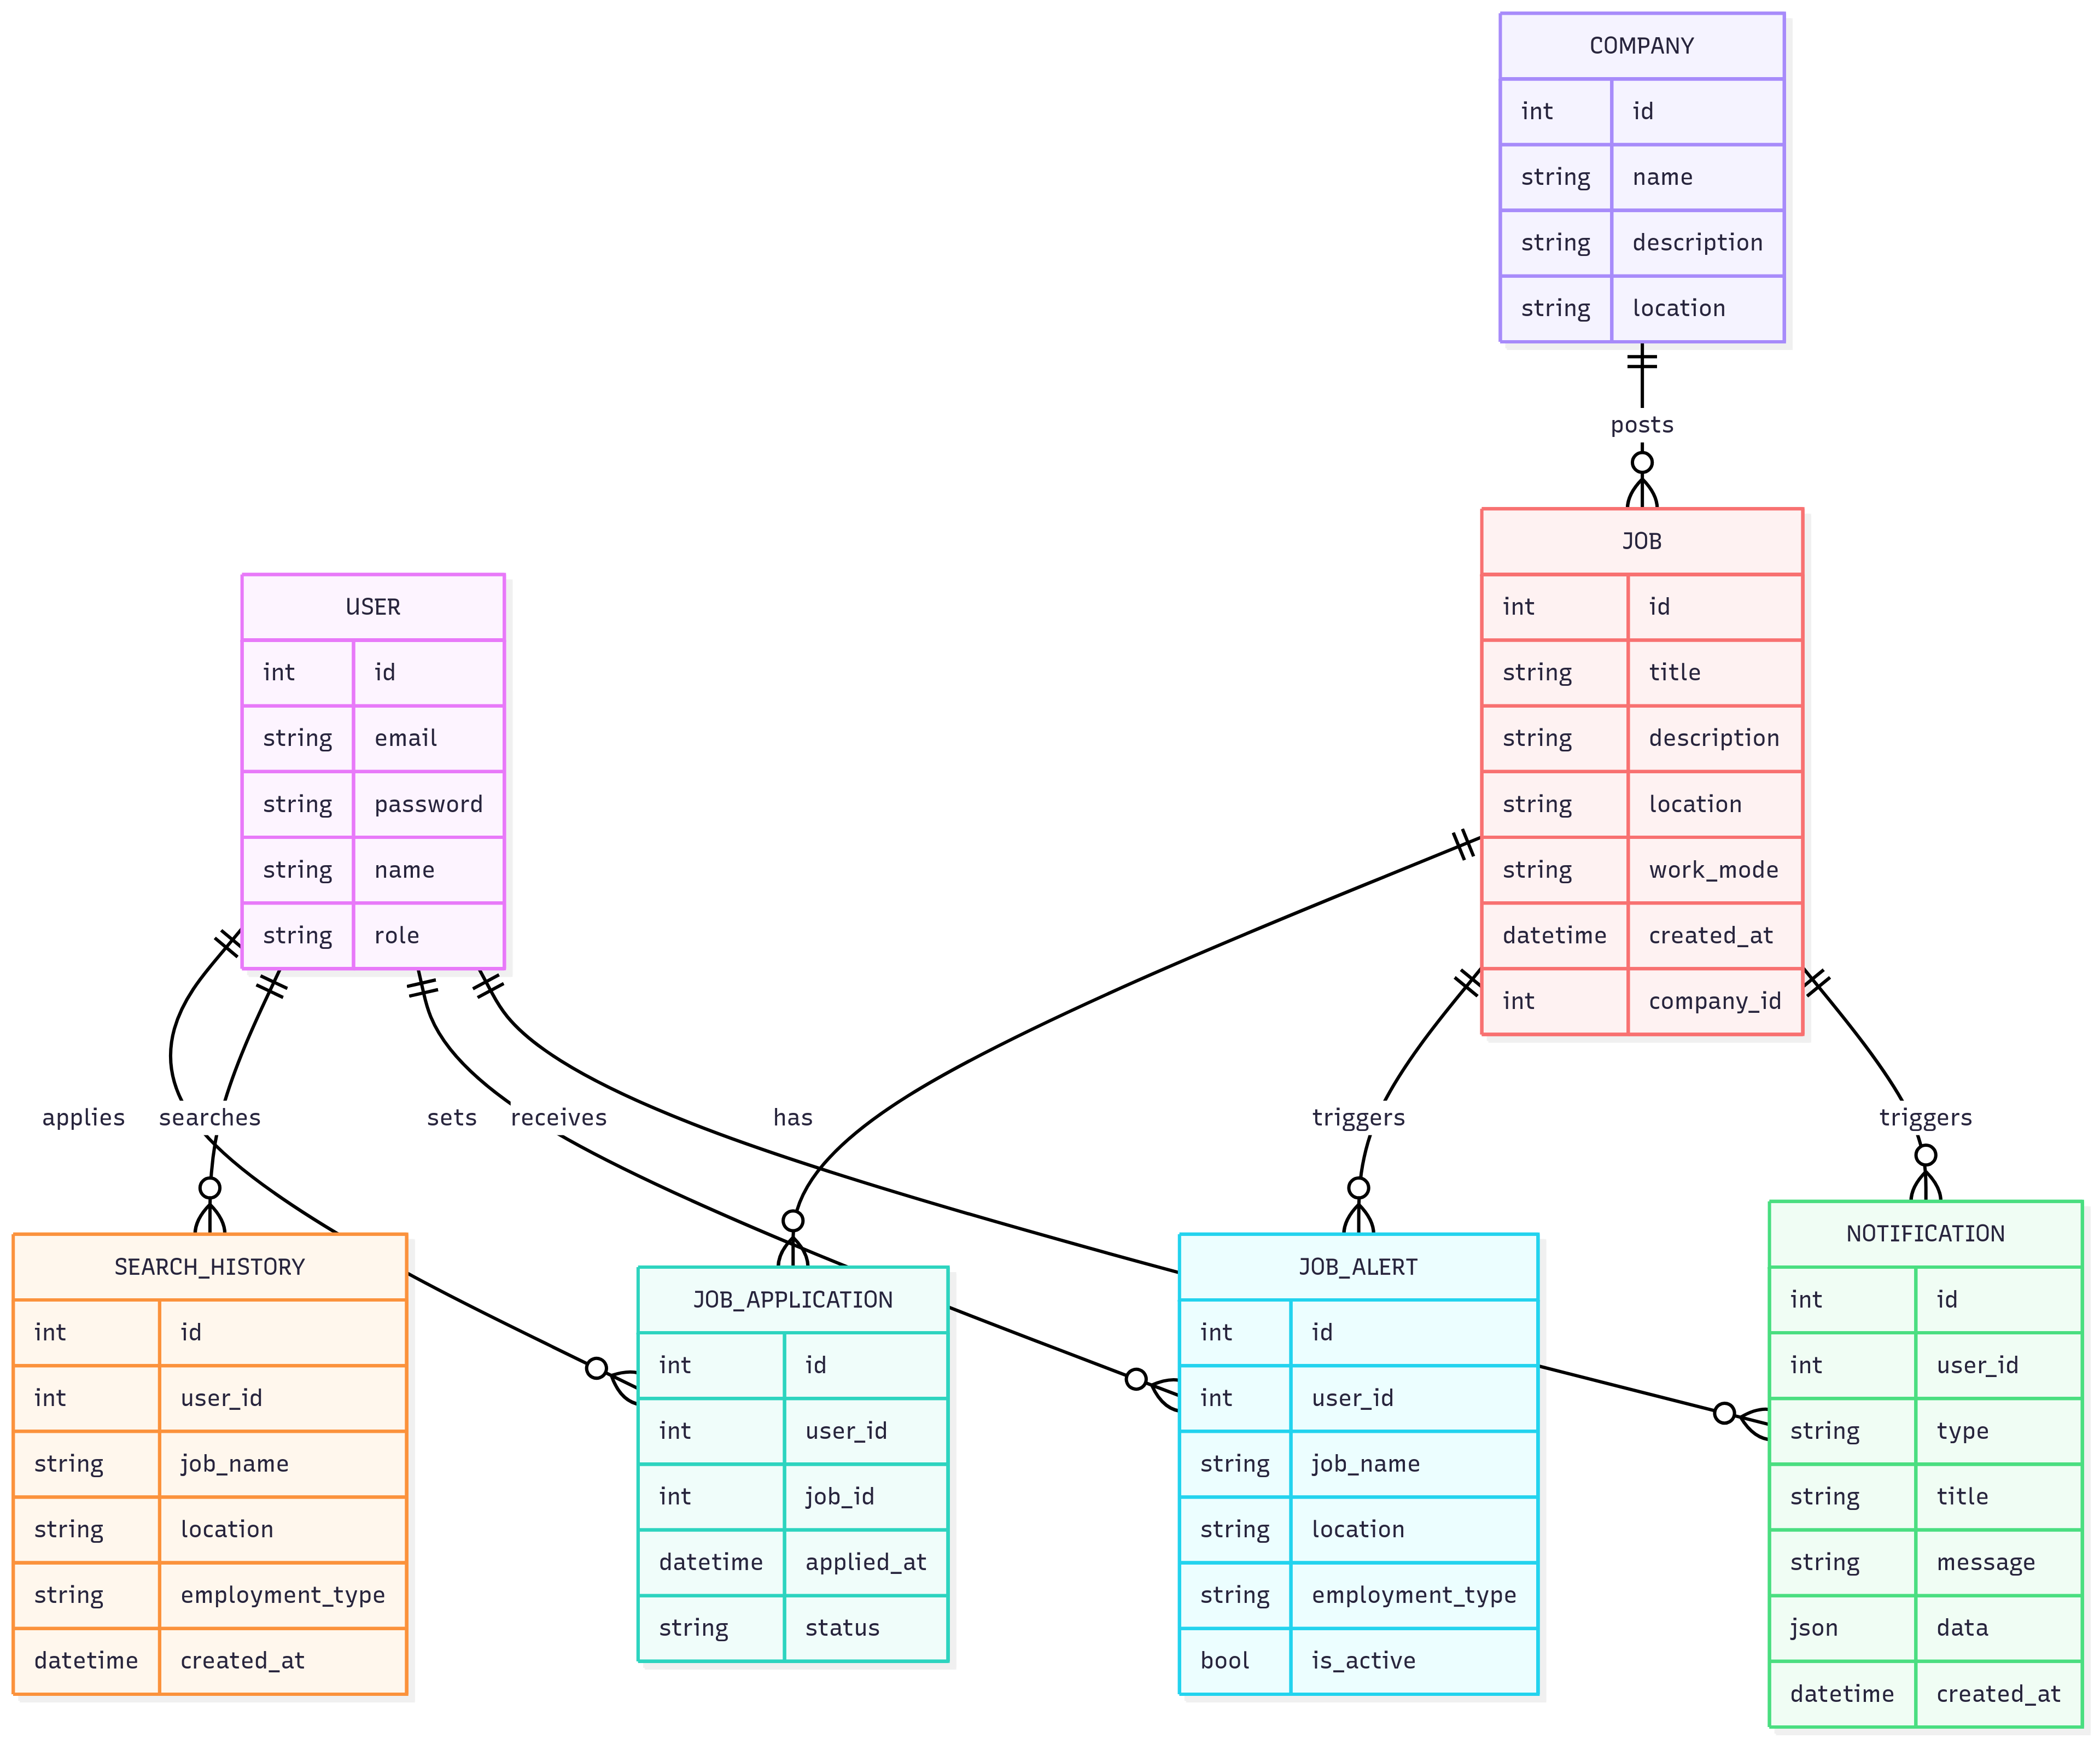 COMPANY
int id
string name
string description
string location
posts
JOB
int id
string title
string description
string location
string work_mode
datetime created_at
int company_id
USER
int id
string email
string password
string name
string role
applies
searches
sets
receives
has
triggers
triggers
SEARCH_HISTORY
int id
int user_id
string job_name
string location
string employment_type
datetime created_at
JOB_APPLICATION
int id
int user_id
int job_id
datetime applied_at
string status
JOB_ALERT
int id
int user_id
string job_name
string location
string employment_type
bool is_active
NOTIFICATION
int id
int user_id
string type
string title
string message
json data
datetime created_at